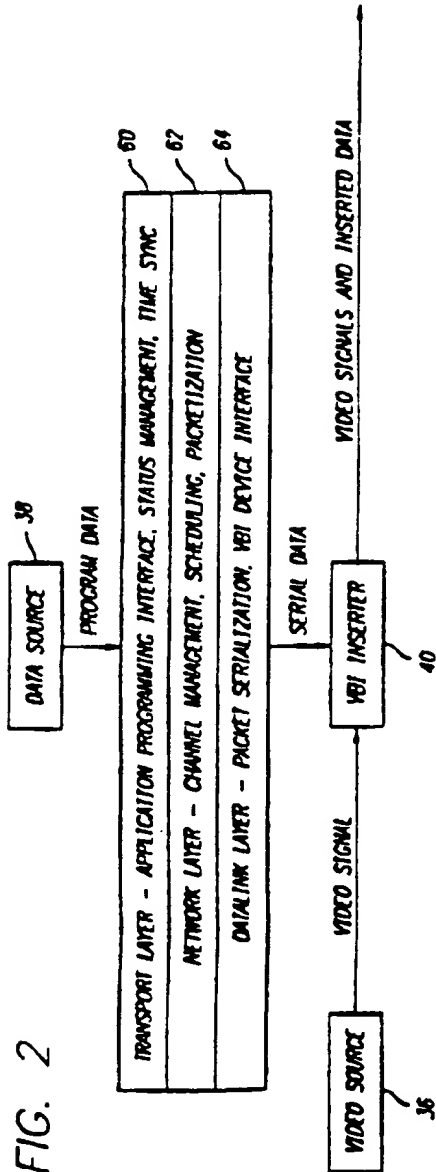 FIG. 2
DATA SOURCE
38
PROGRAM DATA
TRANSPORT LAYER - APPLICATION PROGRAMMING INTERFACE, STATUS MANAGEMENT, TIME SYNC
60
NETWORK LAYER - CHANNEL MANAGEMENT, SCHEDULING, PACKETIZATION
62
DATALINK LAYER - PACKET SERIALIZATION, VBI DEVICE INTERFACE
64
SERIAL DATA
VIDEO SOURCE
36
VIDEO SIGNAL
VBI INSERTER
40
VIDEO SIGNALS AND INSERTED DATA